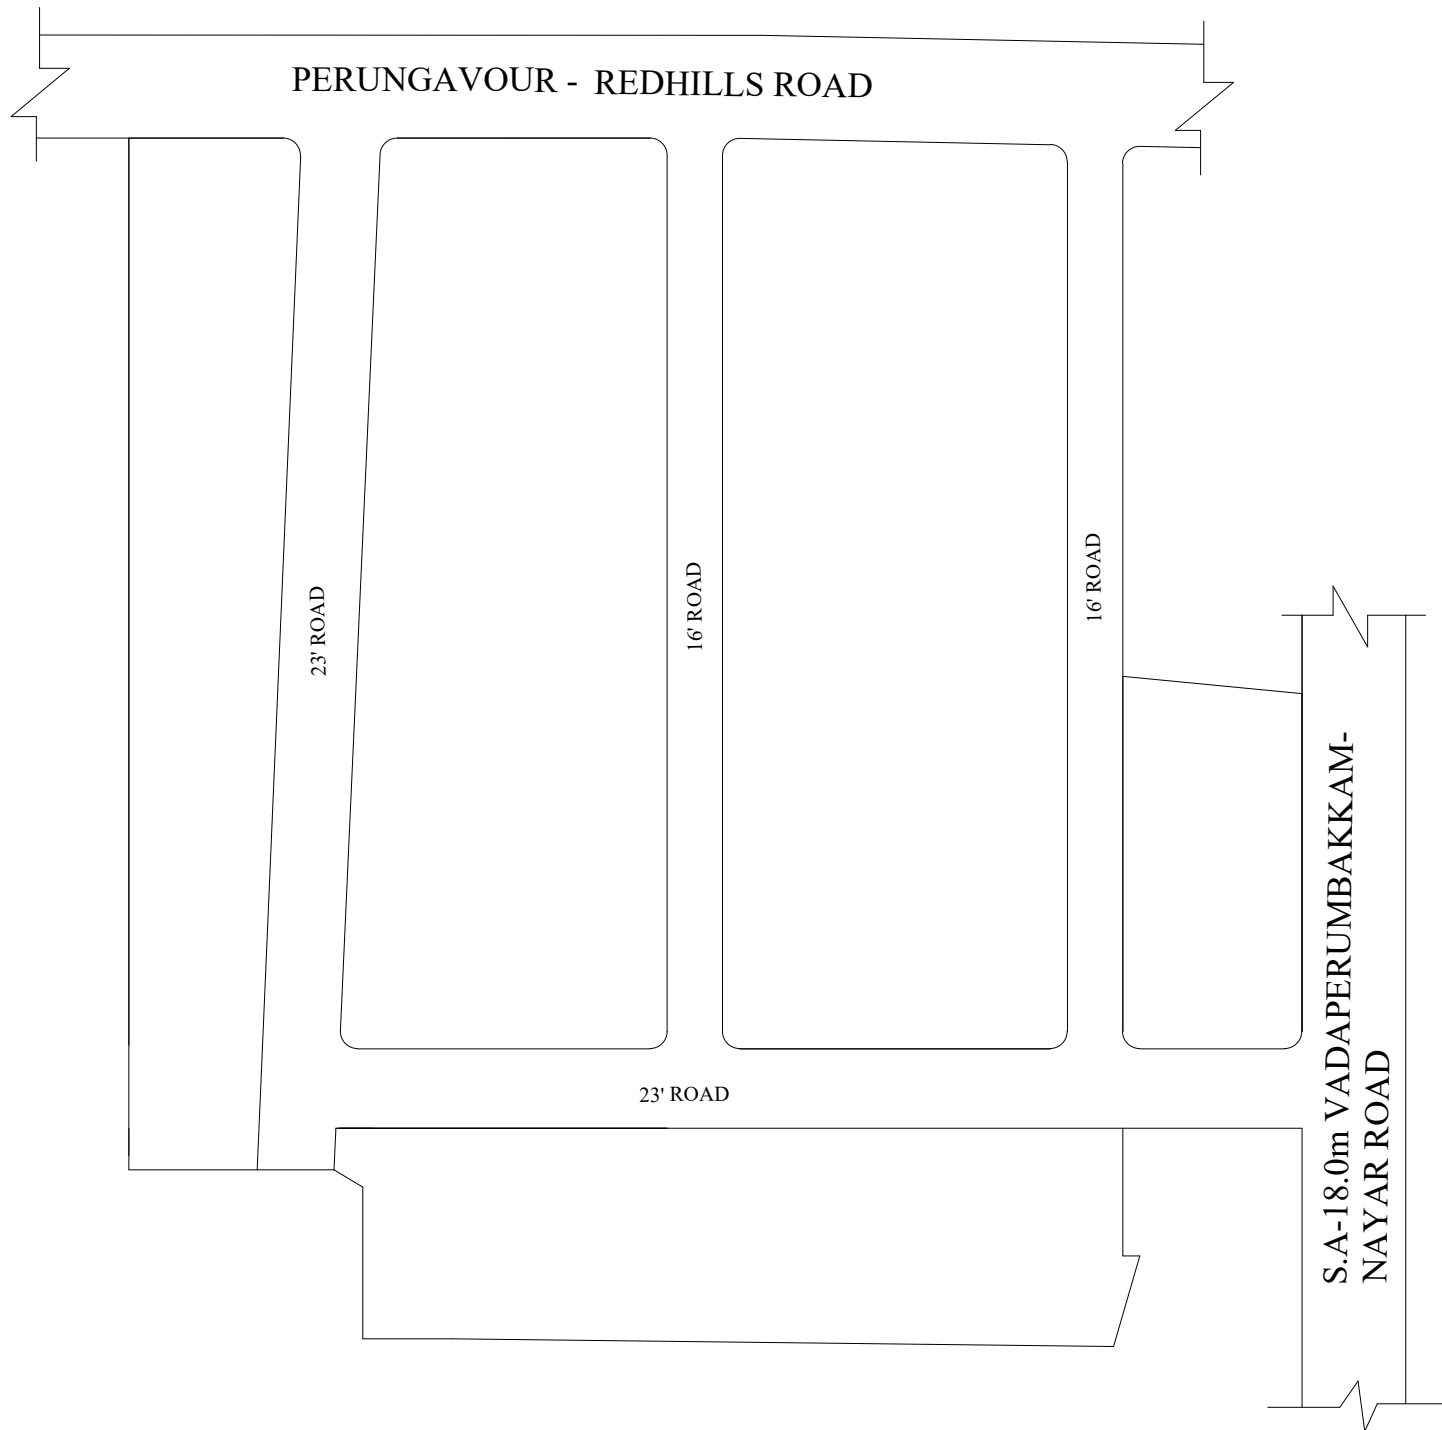 PERUNGAVOUR - REDHILLS ROAD
23' ROAD
16' ROAD
16' ROAD
23' ROAD
S.A-18.0m VADAPERUMBAKKAM-
NAYAR ROAD